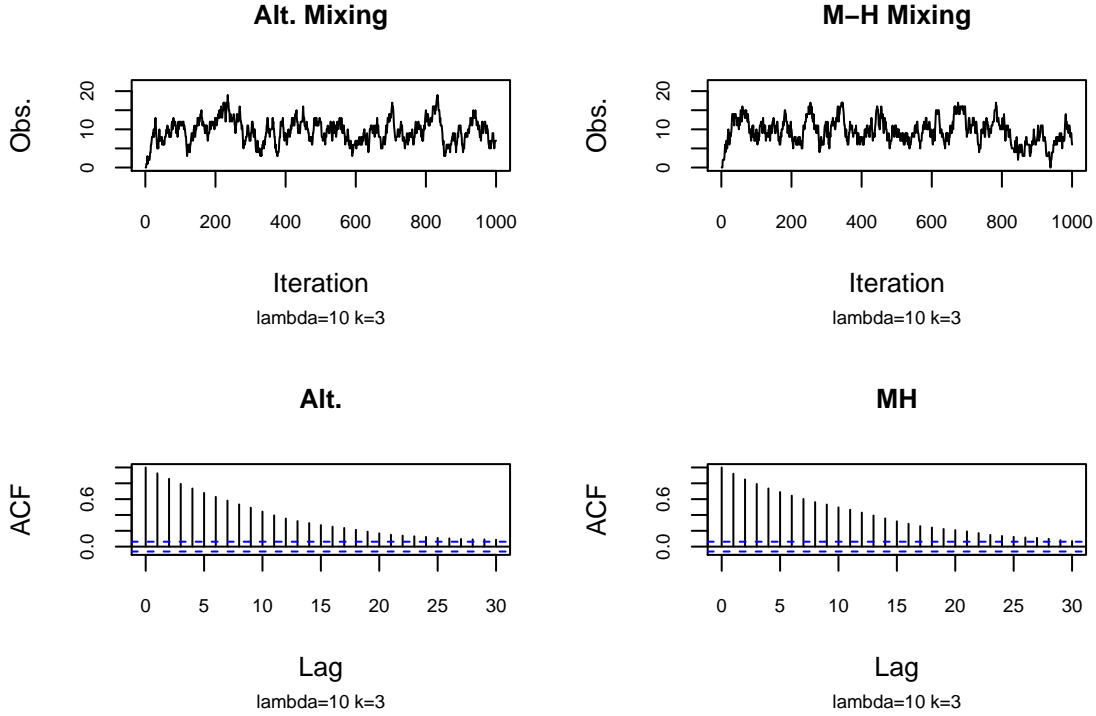 Alt. Mixing
Obs.
20
10
0
0 200 400 600 800 1000
Iteration
lambda=10 k=3
M−H Mixing
Obs.
20
10
0
0 200 400 600 800 1000
Iteration
lambda=10 k=3
Alt.
ACF
0.6
0.0
0 5 10 15 20 25 30
Lag
lambda=10 k=3
MH
ACF
0.6
0.0
0 5 10 15 20 25 30
Lag
lambda=10 k=3